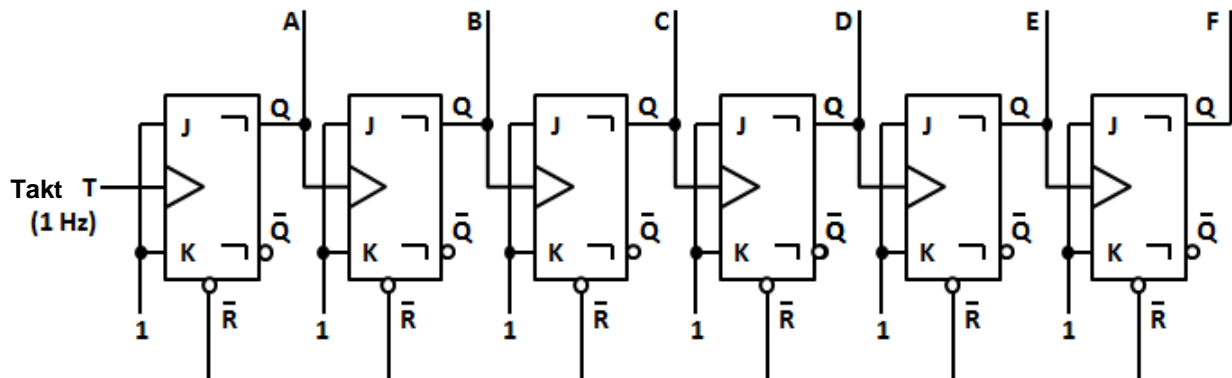 A B C D E F
Q Q Q Q Q Q
J J J J J J
Takt T
(1 Hz)
Q̅ Q̅ Q̅ Q̅ Q̅ Q̅
K K K K K K
1 R̅ 1 R̅ 1 R̅ 1 R̅ 1 R̅ 1 R̅